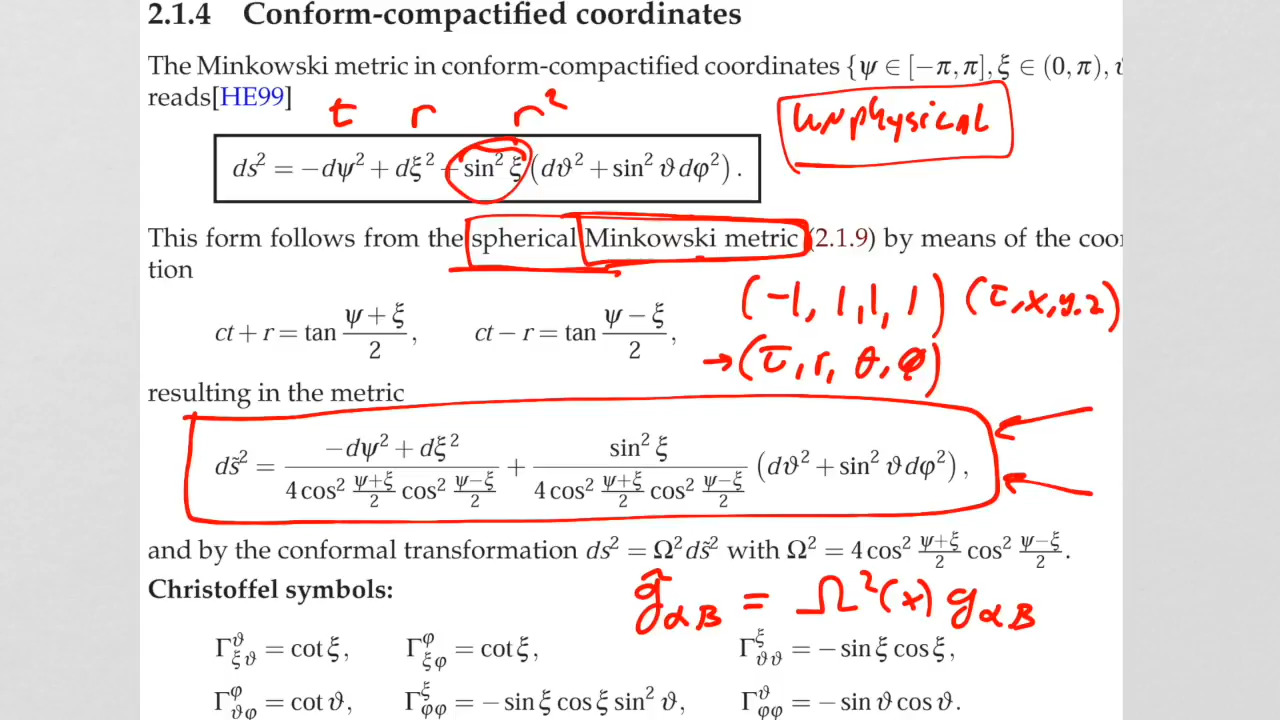 2.1.4 Conform-compactified coordinates
The Minkowski metric in conform-compactified coordinates {ψ ∈ [−π, π], ξ ∈ (0, π),
reads[HE99]
t r r²
unphysical
ds² = −dψ² + dξ² + sin² ξ (dϑ² + sin² ϑ dφ²).
This form follows from the spherical Minkowski metric (2.1.9) by means of the coor
tion
(−1, 1, 1, 1) (τ, x, y, z)
ct + r = tan (ψ + ξ)/2, ct − r = tan (ψ − ξ)/2,
→ (τ, r, θ, φ)
resulting in the metric
ds̃² = (−dψ² + dξ²)/(4 cos² (ψ+ξ)/2 cos² (ψ−ξ)/2) + sin² ξ/(4 cos² (ψ+ξ)/2 cos² (ψ−ξ)/2) (dϑ² + sin² ϑ dφ²),
and by the conformal transformation ds² = Ω² ds̃² with Ω² = 4 cos² (ψ+ξ)/2 cos² (ψ−ξ)/2.
Christoffel symbols:
g̃αβ = Ω²(x) gαβ
Γ^ϑ_ξϑ = cot ξ, Γ^φ_ξφ = cot ξ, Γ^ξ_ϑϑ = − sin ξ cos ξ,
Γ^φ_ϑφ = cot ϑ, Γ^ξ_φφ = − sin ξ cos ξ sin² ϑ, Γ^ϑ_φφ = − sin ϑ cos ϑ.